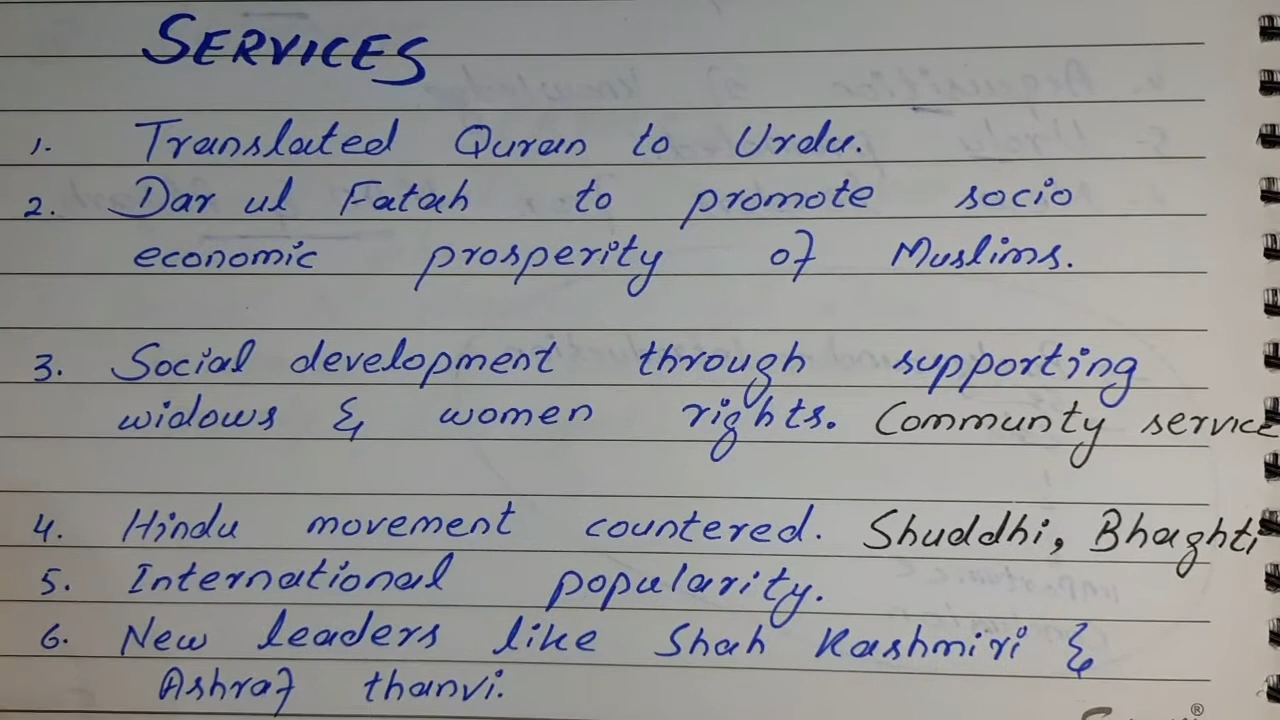 SERVICES
1. Translated Quran to Urdu.
2. Dar ul Fatah to promote socio
economic prosperity of Muslims.
3. Social development through supporting
widows & women rights. Communty service
4. Hindu movement countered. Shuddhi, Bhaghti
5. International popularity.
6. New leaders like Shah Kashmiri &
Ashraf thanvi.